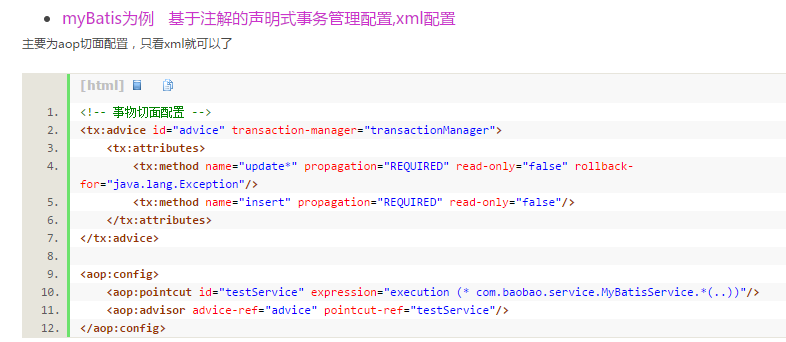 myBatis为例 基于注解的声明式事务管理配置,xml配置
主要为aop切面配置，只看xml就可以了
[html]
1. <!-- 事物切面配置 -->
2. <tx:advice id="advice" transaction-manager="transactionManager">
3. <tx:attributes>
4. <tx:method name="update*" propagation="REQUIRED" read-only="false" rollback-
for="java.lang.Exception"/>
5. <tx:method name="insert" propagation="REQUIRED" read-only="false"/>
6. </tx:attributes>
7. </tx:advice>
8.
9. <aop:config>
10. <aop:pointcut id="testService" expression="execution (* com.baobao.service.MyBatisService.*(..))"/>
11. <aop:advisor advice-ref="advice" pointcut-ref="testService"/>
12. </aop:config>